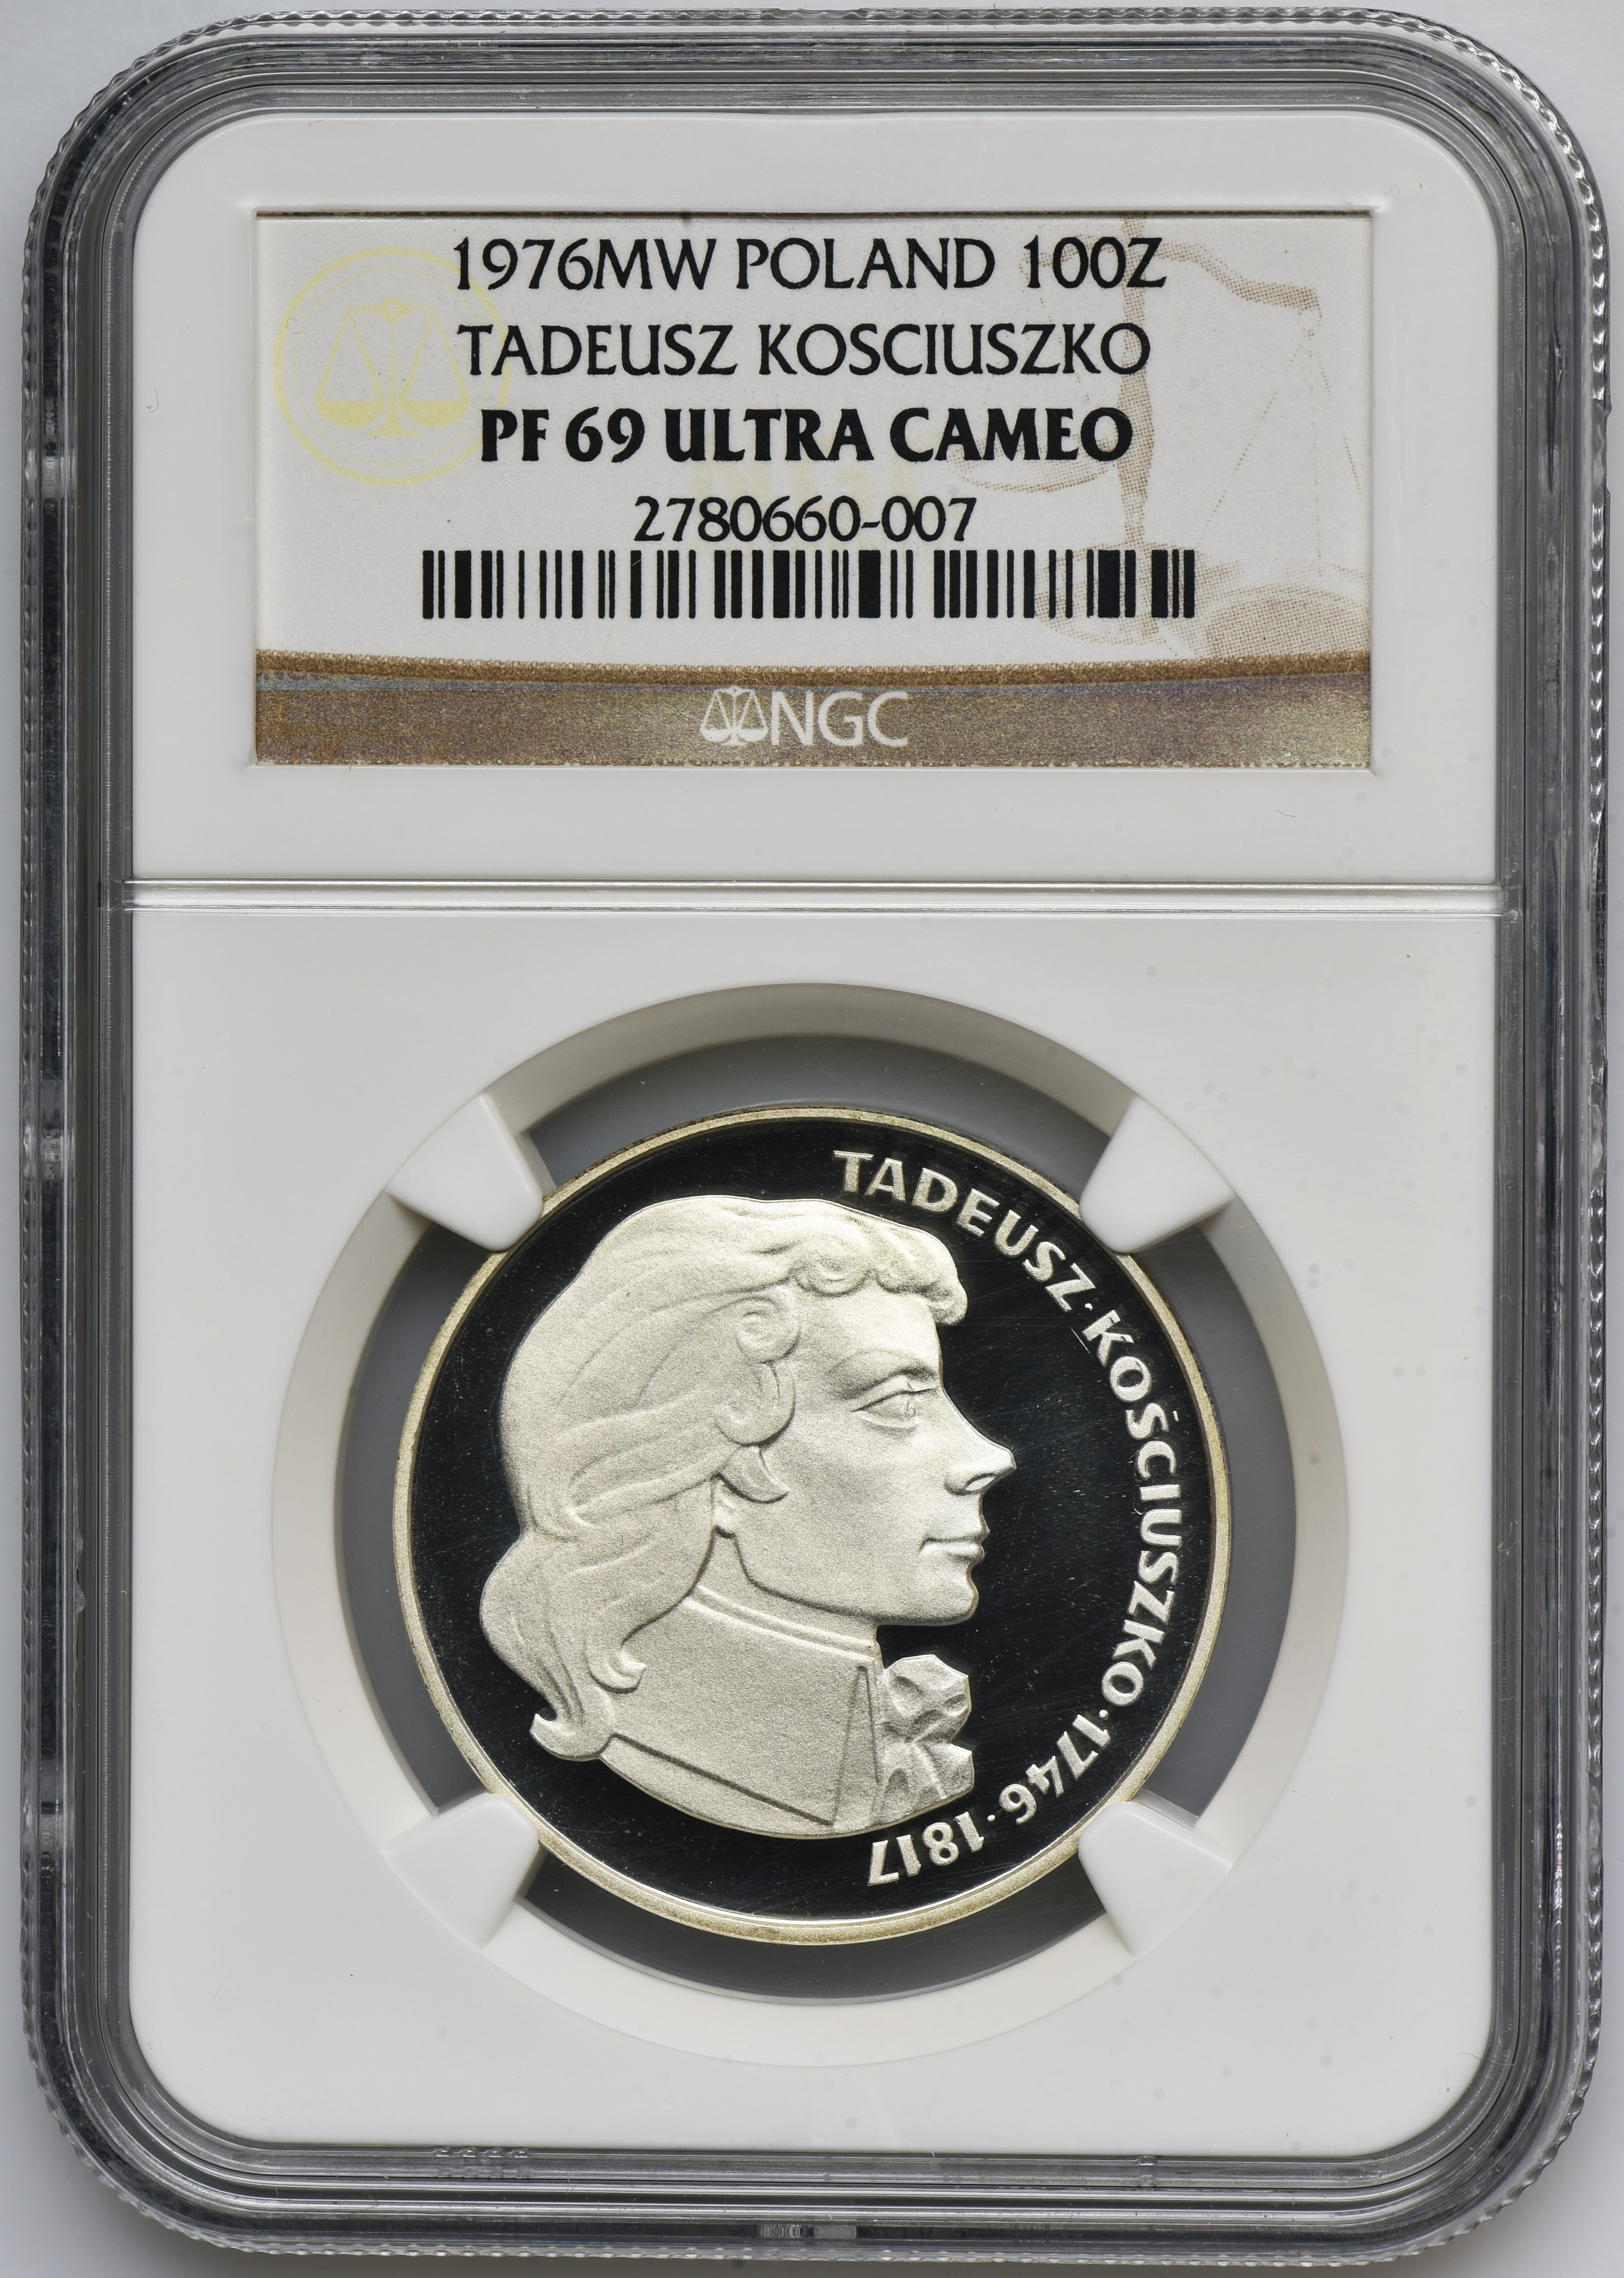 1976MW POLAND 100Z
TADEUSZ KOSCIUSZKO
PF 69 ULTRA CAMEO
2780660-007
NGC
TADEUSZ·KOŚCIUSZKO·1746·1817